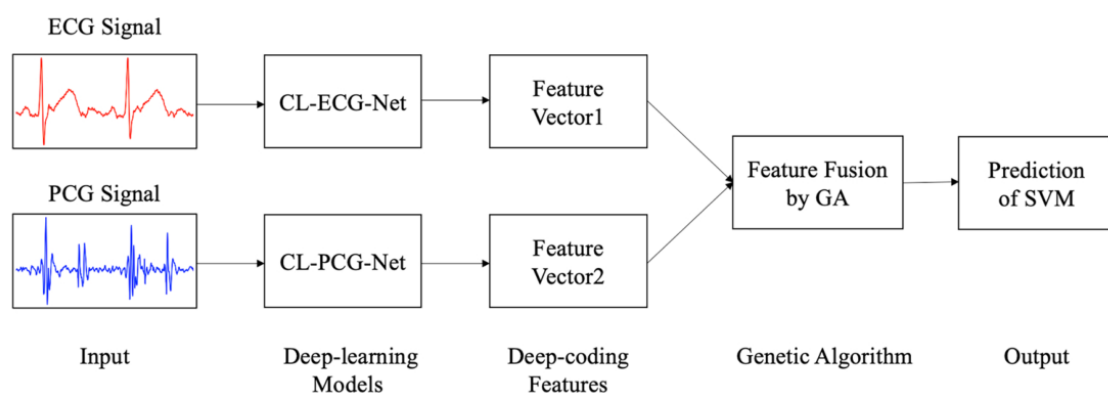 ECG Signal
CL-ECG-Net
Feature
Vector1
PCG Signal
CL-PCG-Net
Feature
Vector2
Feature Fusion
by GA
Prediction
of SVM
Input
Deep-learning
Models
Deep-coding
Features
Genetic Algorithm
Output